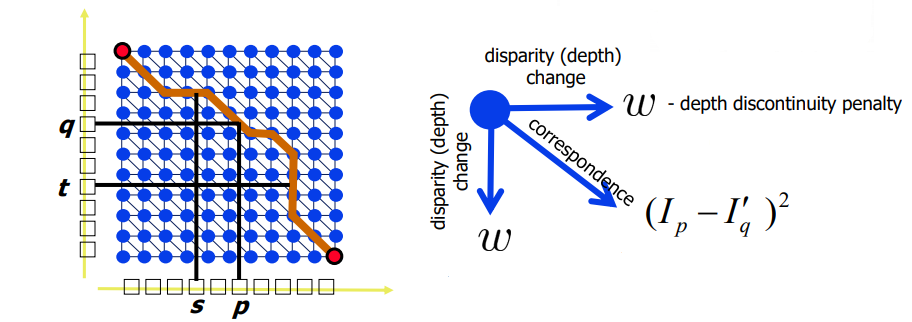 q
t
s p
disparity (depth)
change
disparity (depth)
change
w - depth discontinuity penalty
correspondence
w
(I_p - I'_q)^2